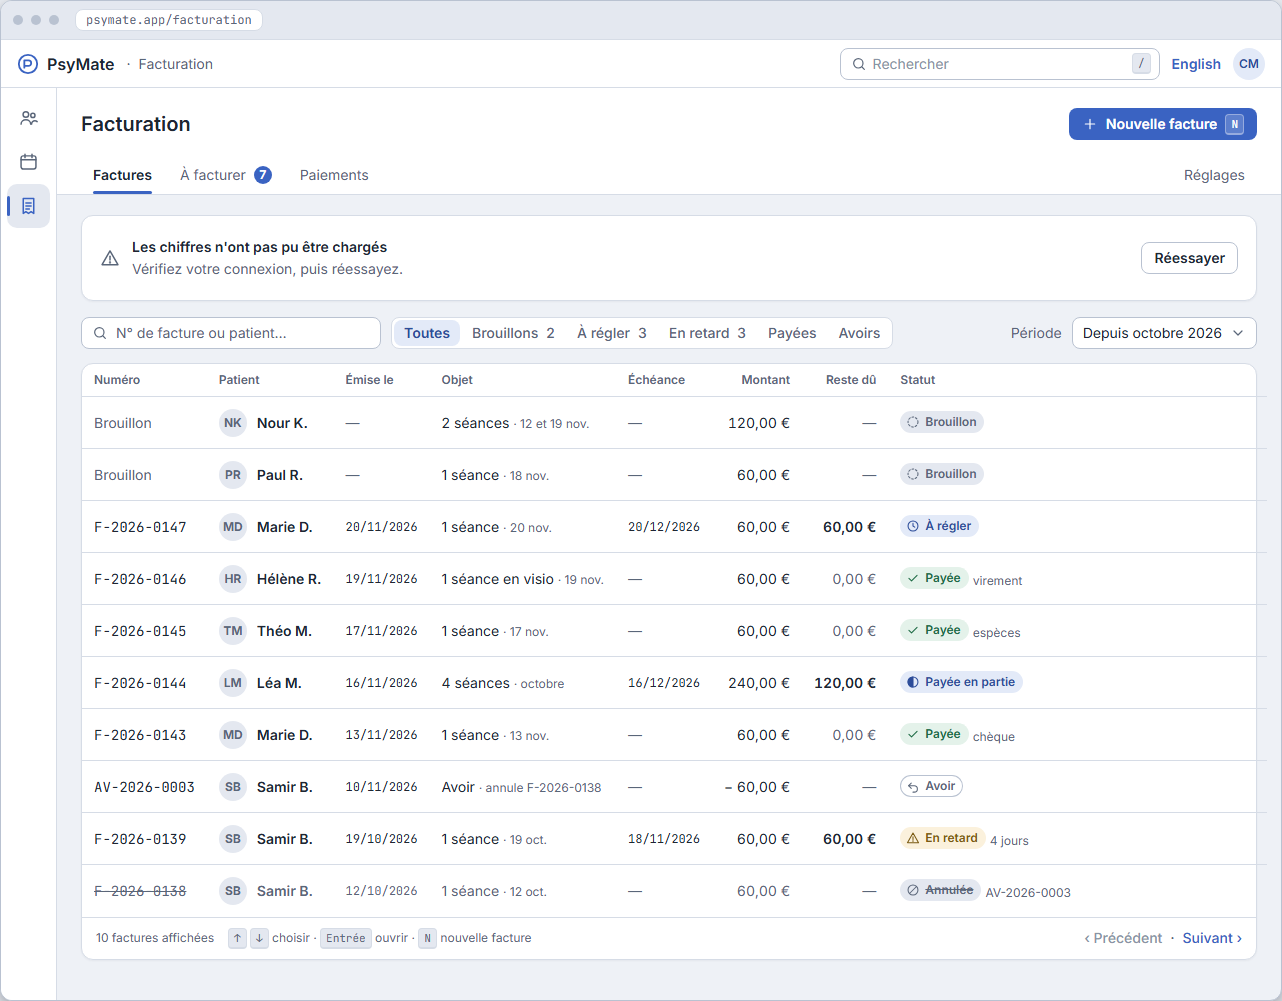 psymate.app/facturation
PsyMate · Facturation
Rechercher /
English
CM
Facturation
+ Nouvelle facture N
Factures
À facturer 7
Paiements
Réglages
Les chiffres n'ont pas pu être chargés
Vérifiez votre connexion, puis réessayez.
Réessayer
N° de facture ou patient...
Toutes
Brouillons 2
À régler 3
En retard 3
Payées
Avoirs
Période
Depuis octobre 2026
Numéro Patient Émise le Objet Échéance Montant Reste dû Statut
Brouillon NK Nour K. — 2 séances · 12 et 19 nov. — 120,00 € — Brouillon
Brouillon PR Paul R. — 1 séance · 18 nov. — 60,00 € — Brouillon
F-2026-0147 MD Marie D. 20/11/2026 1 séance · 20 nov. 20/12/2026 60,00 € 60,00 € À régler
F-2026-0146 HR Hélène R. 19/11/2026 1 séance en visio · 19 nov. — 60,00 € 0,00 € Payée virement
F-2026-0145 TM Théo M. 17/11/2026 1 séance · 17 nov. — 60,00 € 0,00 € Payée espèces
F-2026-0144 LM Léa M. 16/11/2026 4 séances · octobre 16/12/2026 240,00 € 120,00 € Payée en partie
F-2026-0143 MD Marie D. 13/11/2026 1 séance · 13 nov. — 60,00 € 0,00 € Payée chèque
AV-2026-0003 SB Samir B. 10/11/2026 Avoir · annule F-2026-0138 — − 60,00 € — Avoir
F-2026-0139 SB Samir B. 19/10/2026 1 séance · 19 oct. 18/11/2026 60,00 € 60,00 € En retard 4 jours
F-2026-0138 SB Samir B. 12/10/2026 1 séance · 12 oct. — 60,00 € — Annulée AV-2026-0003
10 factures affichées ↑ ↓ choisir · Entrée ouvrir · N nouvelle facture
‹ Précédent · Suivant ›